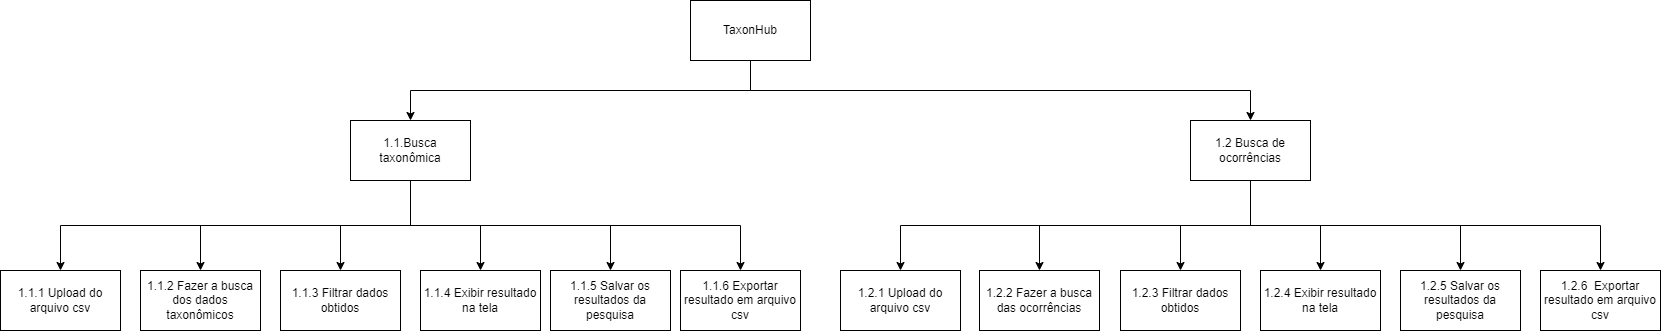 TaxonHub
1.1.Busca
taxonômica
1.2 Busca de
ocorrências
1.1.1 Upload do
arquivo csv
1.1.2 Fazer a busca
dos dados
taxonômicos
1.1.3 Filtrar dados
obtidos
1.1.4 Exibir resultado
na tela
1.1.5 Salvar os
resultados da
pesquisa
1.1.6 Exportar
resultado em arquivo
csv
1.2.1 Upload do
arquivo csv
1.2.2 Fazer a busca
das ocorrências
1.2.3 Filtrar dados
obtidos
1.2.4 Exibir resultado
na tela
1.2.5 Salvar os
resultados da
pesquisa
1.2.6  Exportar
resultado em arquivo
csv